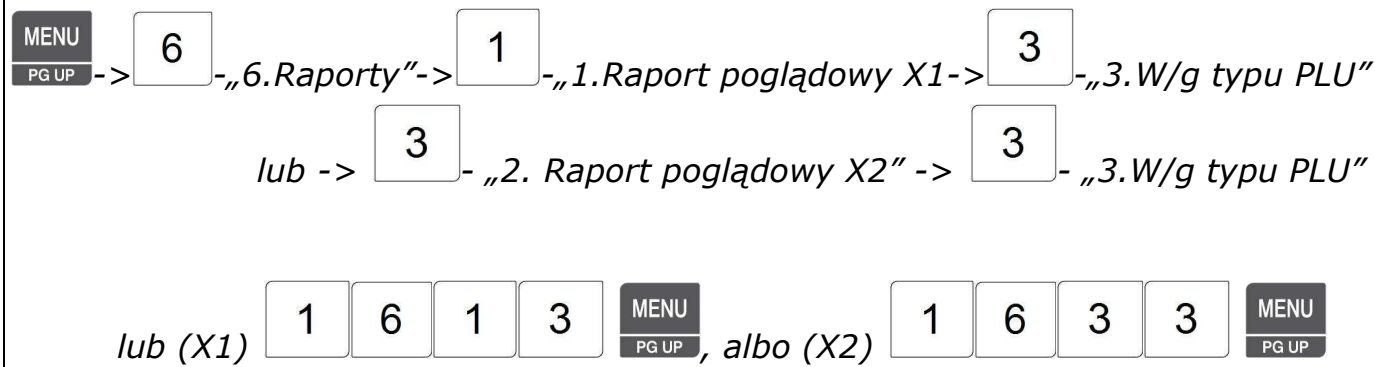 MENU PG UP -> 6 -„6.Raporty”-> 1 -„1.Raport poglądowy X1-> 3 -„3.W/g typu PLU”
lub -> 3 - „2. Raport poglądowy X2” -> 3 - „3.W/g typu PLU”
lub (X1) 1 6 1 3 MENU PG UP , albo (X2) 1 6 3 3 MENU PG UP